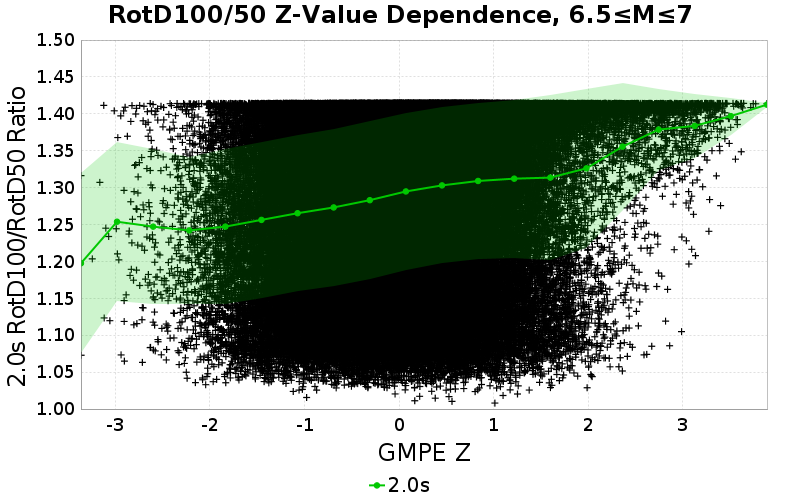 RotD100/50 Z-Value Dependence, 6.5≤M≤7
2.0s RotD100/RotD50 Ratio
1.50
1.45
1.40
1.35
1.30
1.25
1.20
1.15
1.10
1.05
1.00
-3 -2 -1 0 1 2 3
GMPE Z
2.0s